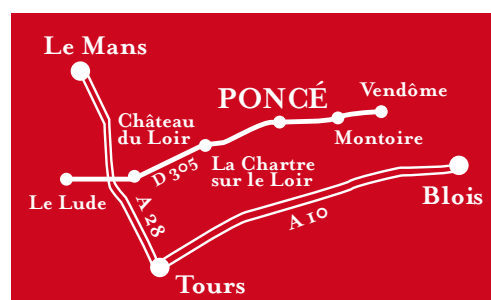 Le Mans
PONCÉ
Vendôme
Château
du Loir
Montoire
D 305
La Chartre
sur le Loir
Le Lude
A 28
Blois
A 10
Tours